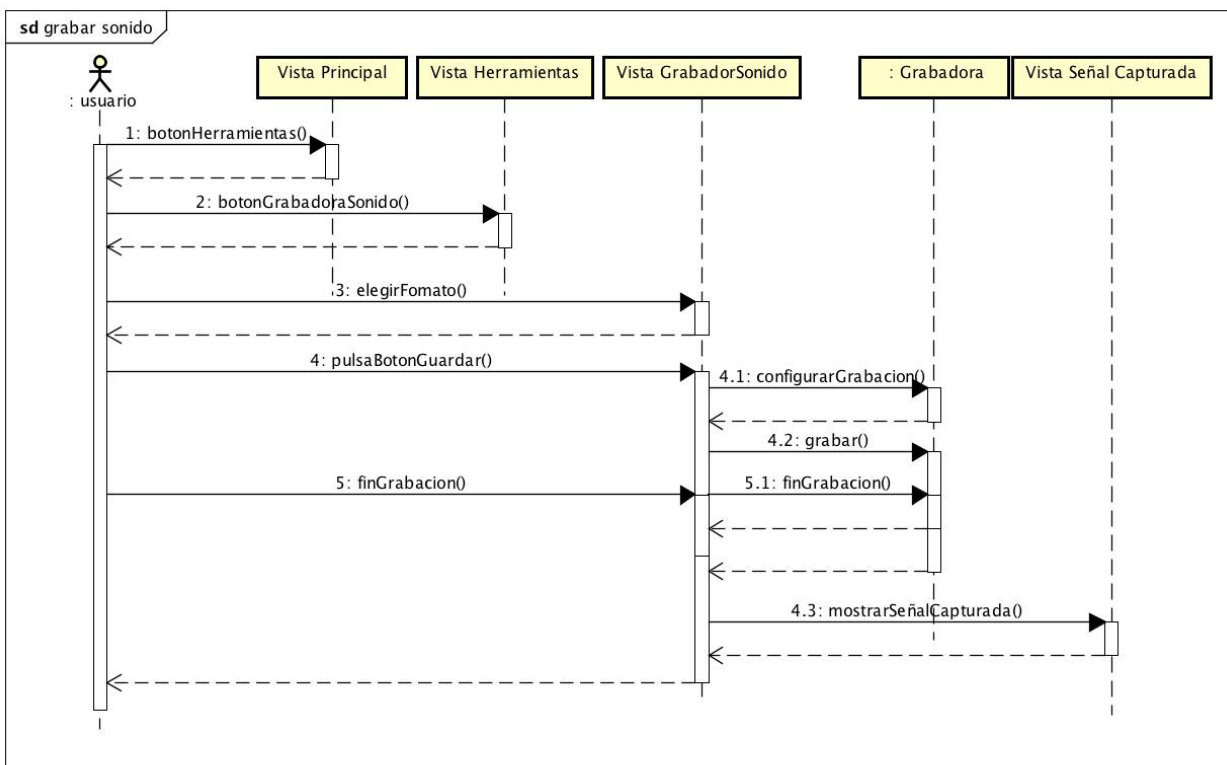 sd grabar sonido
: usuario
Vista Principal
Vista Herramientas
Vista GrabadorSonido
: Grabadora
Vista Señal Capturada
1: botonHerramientas()
2: botonGrabadoraSonido()
3: elegirFomato()
4: pulsaBotonGuardar()
4.1: configurarGrabacion()
4.2: grabar()
5: finGrabacion()
5.1: finGrabacion()
4.3: mostrarSeñalCapturada()